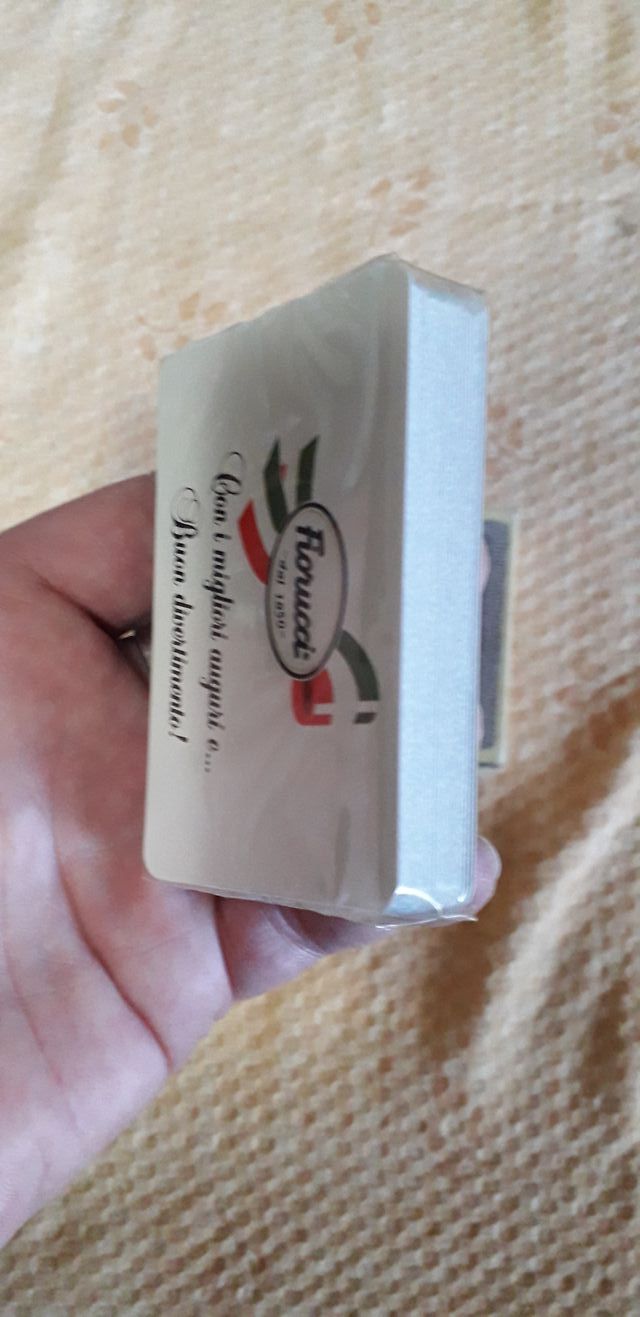 Fiorucci
dal 1850
Con i migliori auguri e...
Buon divertimento!